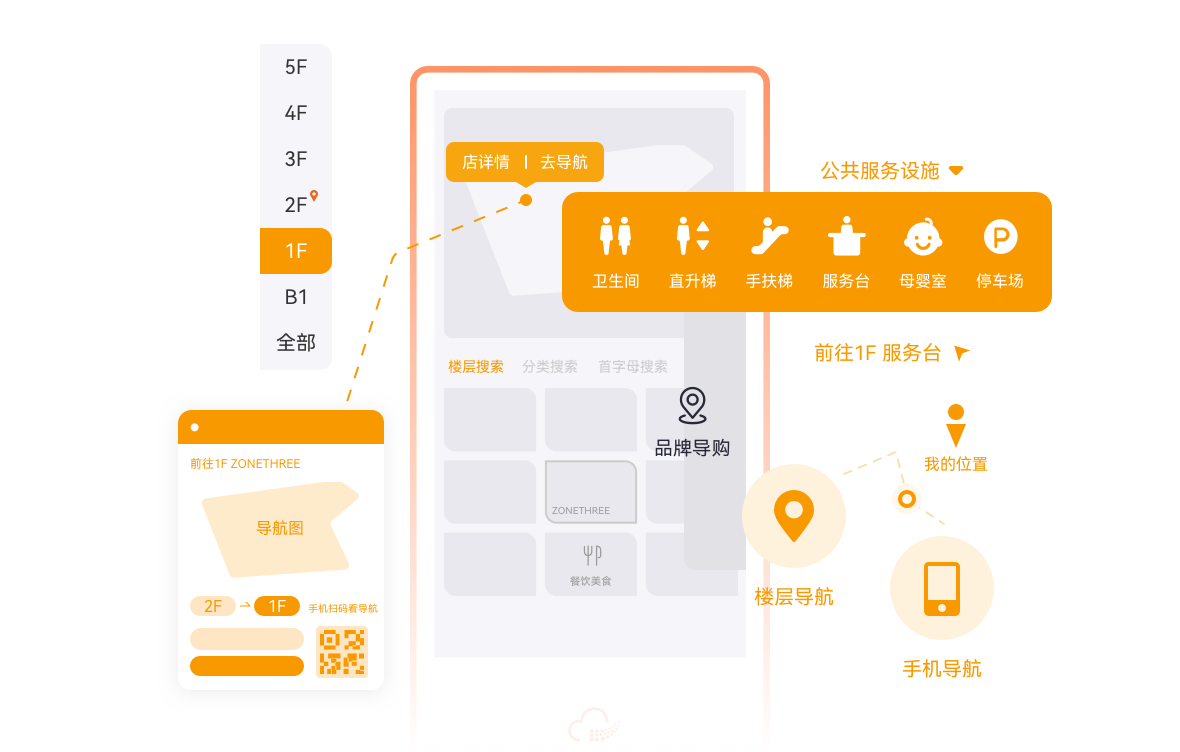 5F
4F
3F
2F
1F
B1
全部
店详情 | 去导航
公共服务设施
卫生间 直升梯 手扶梯 服务台 母婴室 停车场
前往1F 服务台
楼层搜索 分类搜索 首字母搜索
品牌导购
我的位置
前往1F ZONETHREE
导航图
ZONETHREE
餐饮美食
2F 1F 手机扫码看导航
楼层导航
手机导航